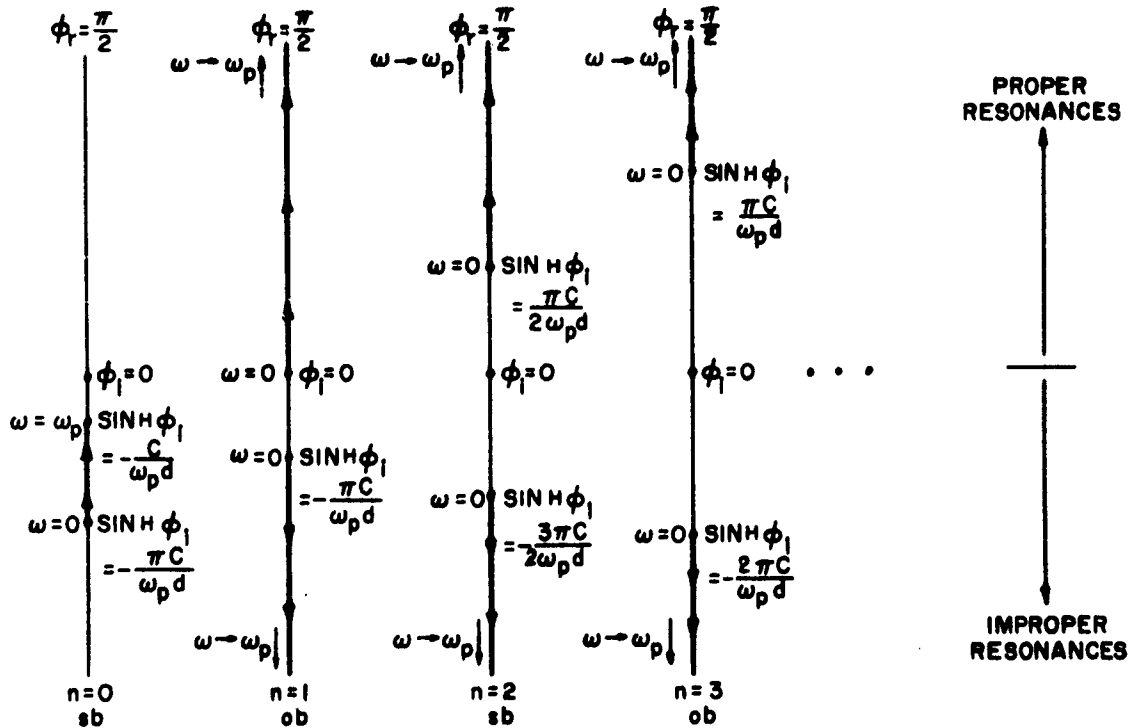 ϕr = π/2
ω → ωp
ϕi = 0
ω = ωp SINH ϕi
= - C/ωp d
ω = 0 SINH ϕi
= - πC/ωp d
n = 0
sb
ϕr = π/2
ω → ωp
ω = 0 ϕi = 0
ω = 0 SINH ϕi
= - πC/ωp d
ω → ωp
n = 1
ob
ϕr = π/2
ω → ωp
ω = 0 SINH ϕi
= πC/2ωp d
ϕi = 0
ω = 0 SINH ϕi
= - 3πC/2ωp d
ω → ωp
n = 2
sb
ϕr = π/2
ω = 0 SINH ϕi
= πC/ωp d
ϕi = 0
ω = 0 SINH ϕi
= - 2πC/ωp d
ω → ωp
n = 3
ob
. . .
PROPER
RESONANCES
IMPROPER
RESONANCES